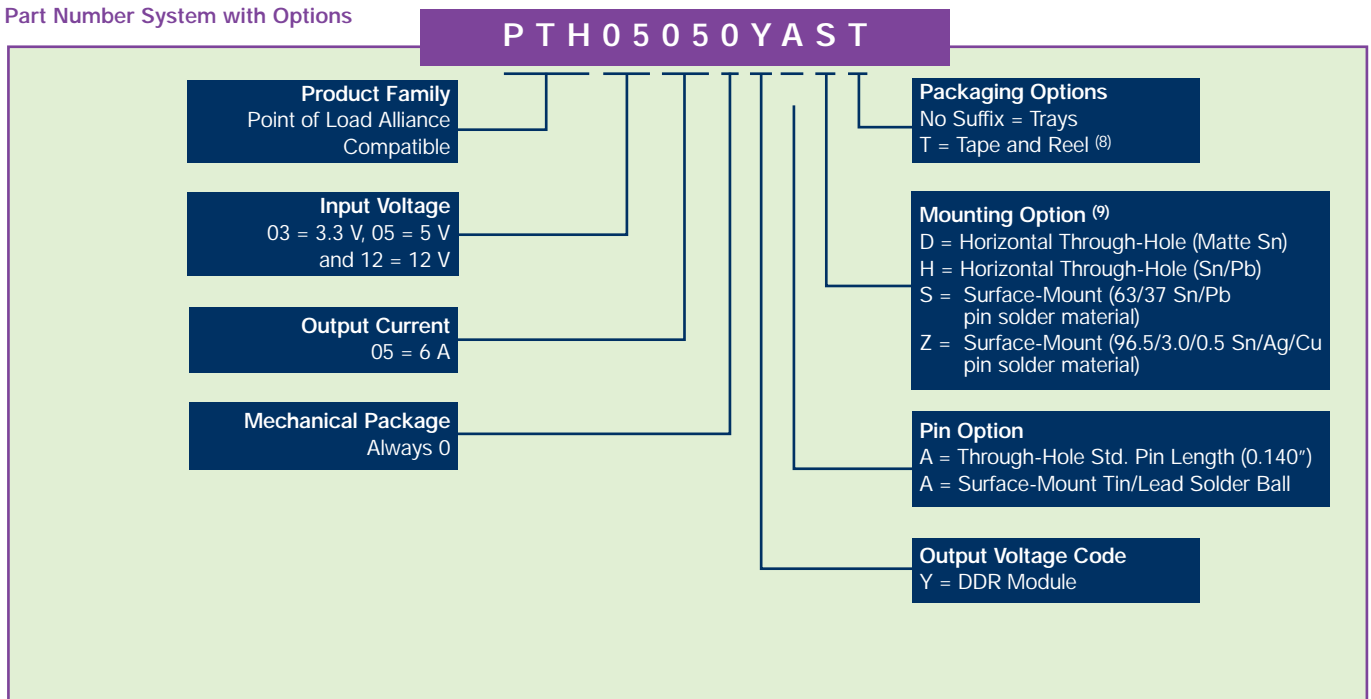 Part Number System with Options
PTH05050YAST
Product Family
Point of Load Alliance
Compatible
Input Voltage
03 = 3.3 V, 05 = 5 V
and 12 = 12 V
Output Current
05 = 6 A
Mechanical Package
Always 0
Packaging Options
No Suffix = Trays
T = Tape and Reel (8)
Mounting Option (9)
D = Horizontal Through-Hole (Matte Sn)
H = Horizontal Through-Hole (Sn/Pb)
S = Surface-Mount (63/37 Sn/Pb
pin solder material)
Z = Surface-Mount (96.5/3.0/0.5 Sn/Ag/Cu
pin solder material)
Pin Option
A = Through-Hole Std. Pin Length (0.140″)
A = Surface-Mount Tin/Lead Solder Ball
Output Voltage Code
Y = DDR Module